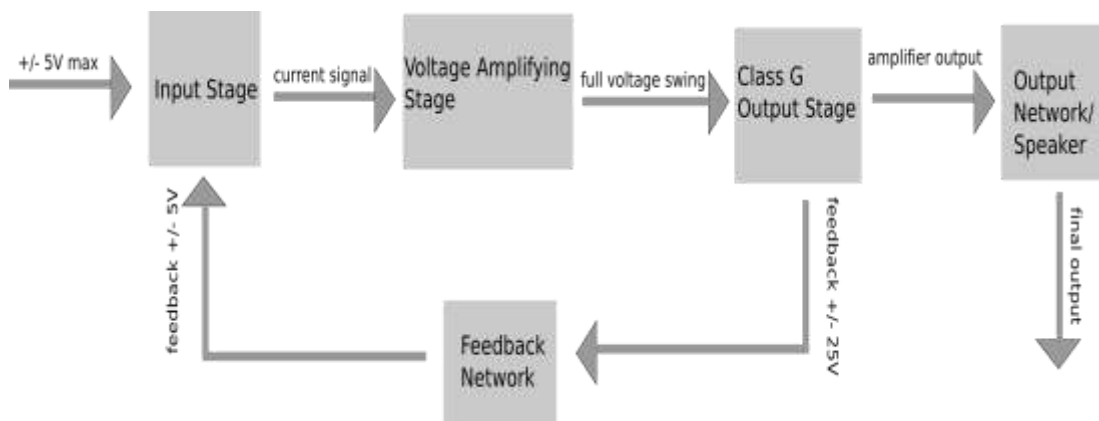 +/- 5V max
Input Stage
current signal
Voltage Amplifying
Stage
full voltage swing
Class G
Output Stage
amplifier output
Output
Network/
Speaker
feedback +/- 5V
Feedback
Network
feedback +/- 25V
final output